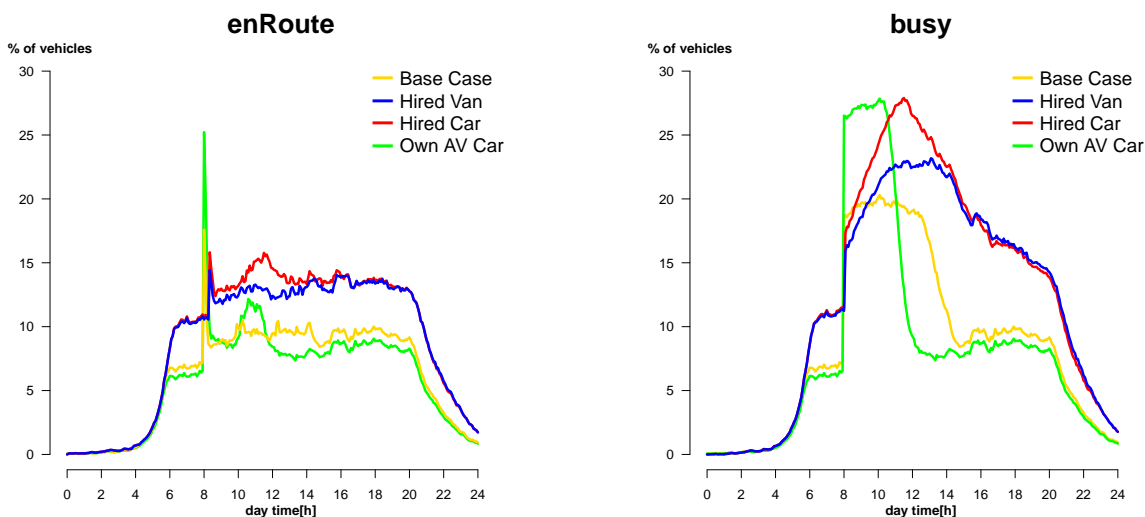 enRoute
% of vehicles
30
25
20
15
10
5
0
Base Case
Hired Van
Hired Car
Own AV Car
0 2 4 6 8 10 12 14 16 18 20 22 24
day time[h]
busy
% of vehicles
30
25
20
15
10
5
0
Base Case
Hired Van
Hired Car
Own AV Car
0 2 4 6 8 10 12 14 16 18 20 22 24
day time[h]